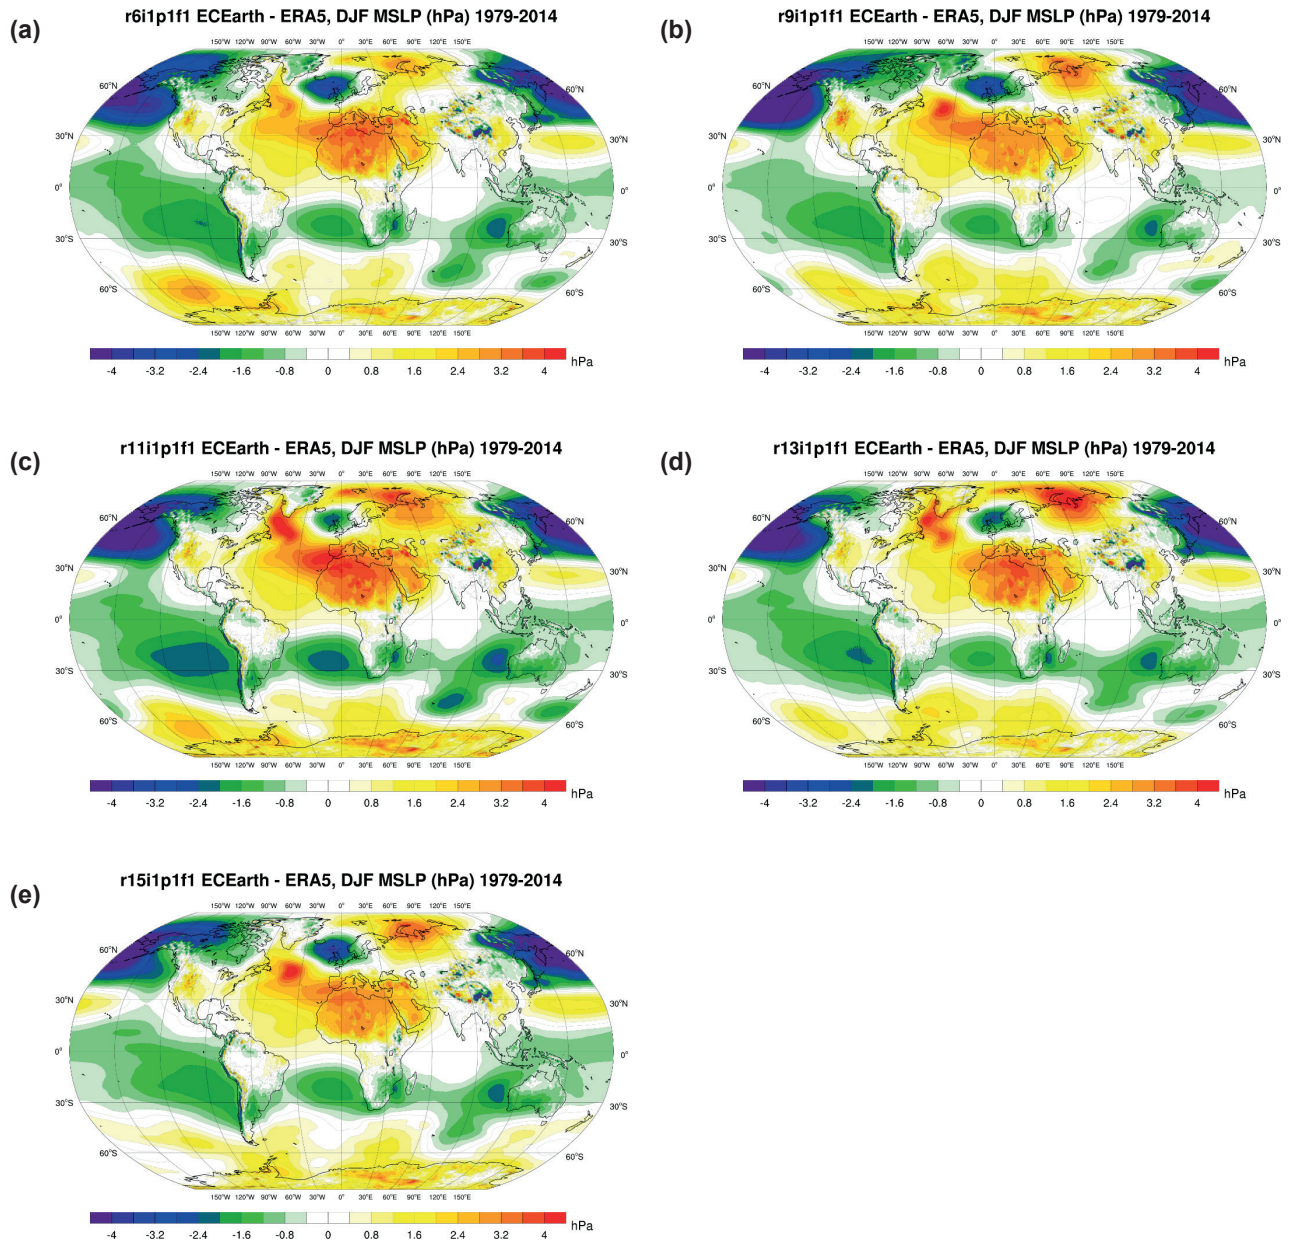 (a)
r6i1p1f1 ECEarth - ERA5, DJF MSLP (hPa) 1979-2014
150°W 120°W 90°W 60°W 30°W 0° 30°E 60°E 90°E 120°E 150°E
60°N 60°N
30°N 30°N
0° 0°
30°S 30°S
60°S 60°S
150°W 120°W 90°W 60°W 30°W 0° 30°E 60°E 90°E 120°E 150°E
-4 -3.2 -2.4 -1.6 -0.8 0 0.8 1.6 2.4 3.2 4 hPa
(b)
r9i1p1f1 ECEarth - ERA5, DJF MSLP (hPa) 1979-2014
150°W 120°W 90°W 60°W 30°W 0° 30°E 60°E 90°E 120°E 150°E
60°N 60°N
30°N 30°N
0° 0°
30°S 30°S
60°S 60°S
150°W 120°W 90°W 60°W 30°W 0° 30°E 60°E 90°E 120°E 150°E
-4 -3.2 -2.4 -1.6 -0.8 0 0.8 1.6 2.4 3.2 4 hPa
(c)
r11i1p1f1 ECEarth - ERA5, DJF MSLP (hPa) 1979-2014
150°W 120°W 90°W 60°W 30°W 0° 30°E 60°E 90°E 120°E 150°E
60°N 60°N
30°N 30°N
0° 0°
30°S 30°S
60°S 60°S
150°W 120°W 90°W 60°W 30°W 0° 30°E 60°E 90°E 120°E 150°E
-4 -3.2 -2.4 -1.6 -0.8 0 0.8 1.6 2.4 3.2 4 hPa
(d)
r13i1p1f1 ECEarth - ERA5, DJF MSLP (hPa) 1979-2014
150°W 120°W 90°W 60°W 30°W 0° 30°E 60°E 90°E 120°E 150°E
60°N 60°N
30°N 30°N
0° 0°
30°S 30°S
60°S 60°S
150°W 120°W 90°W 60°W 30°W 0° 30°E 60°E 90°E 120°E 150°E
-4 -3.2 -2.4 -1.6 -0.8 0 0.8 1.6 2.4 3.2 4 hPa
(e)
r15i1p1f1 ECEarth - ERA5, DJF MSLP (hPa) 1979-2014
150°W 120°W 90°W 60°W 30°W 0° 30°E 60°E 90°E 120°E 150°E
60°N 60°N
30°N 30°N
0° 0°
30°S 30°S
60°S 60°S
150°W 120°W 90°W 60°W 30°W 0° 30°E 60°E 90°E 120°E 150°E
-4 -3.2 -2.4 -1.6 -0.8 0 0.8 1.6 2.4 3.2 4 hPa